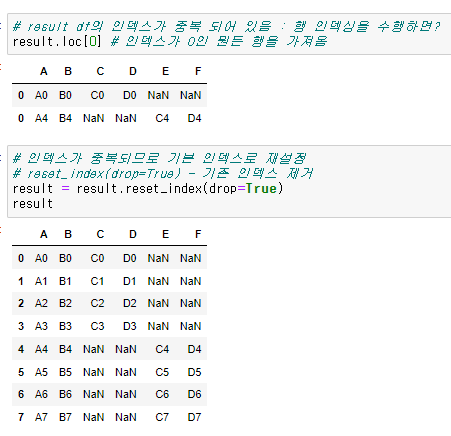 # result df의 인덱스가 중복 되어 있음 : 행 인덱싱을 수행하면?
result.loc[0] # 인덱스가 0인 모든 행을 가져옴
A B C D E F
0 A0 B0 C0 D0 NaN NaN
0 A4 B4 NaN NaN C4 D4
# 인덱스가 중복되므로 기본 인덱스로 재설정
# reset_index(drop=True) - 기존 인덱스 제거
result = result.reset_index(drop=True)
result
A B C D E F
0 A0 B0 C0 D0 NaN NaN
1 A1 B1 C1 D1 NaN NaN
2 A2 B2 C2 D2 NaN NaN
3 A3 B3 C3 D3 NaN NaN
4 A4 B4 NaN NaN C4 D4
5 A5 B5 NaN NaN C5 D5
6 A6 B6 NaN NaN C6 D6
7 A7 B7 NaN NaN C7 D7